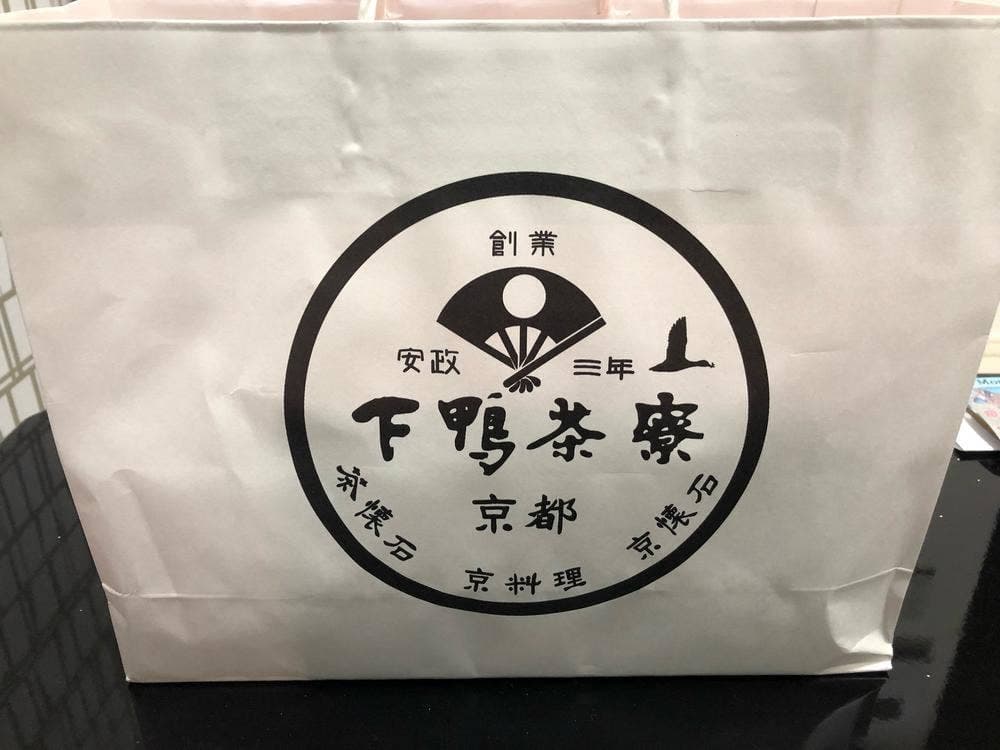 創業
安政 三年
下鴨茶寮
京都
茶懐石 京料理 京懐石